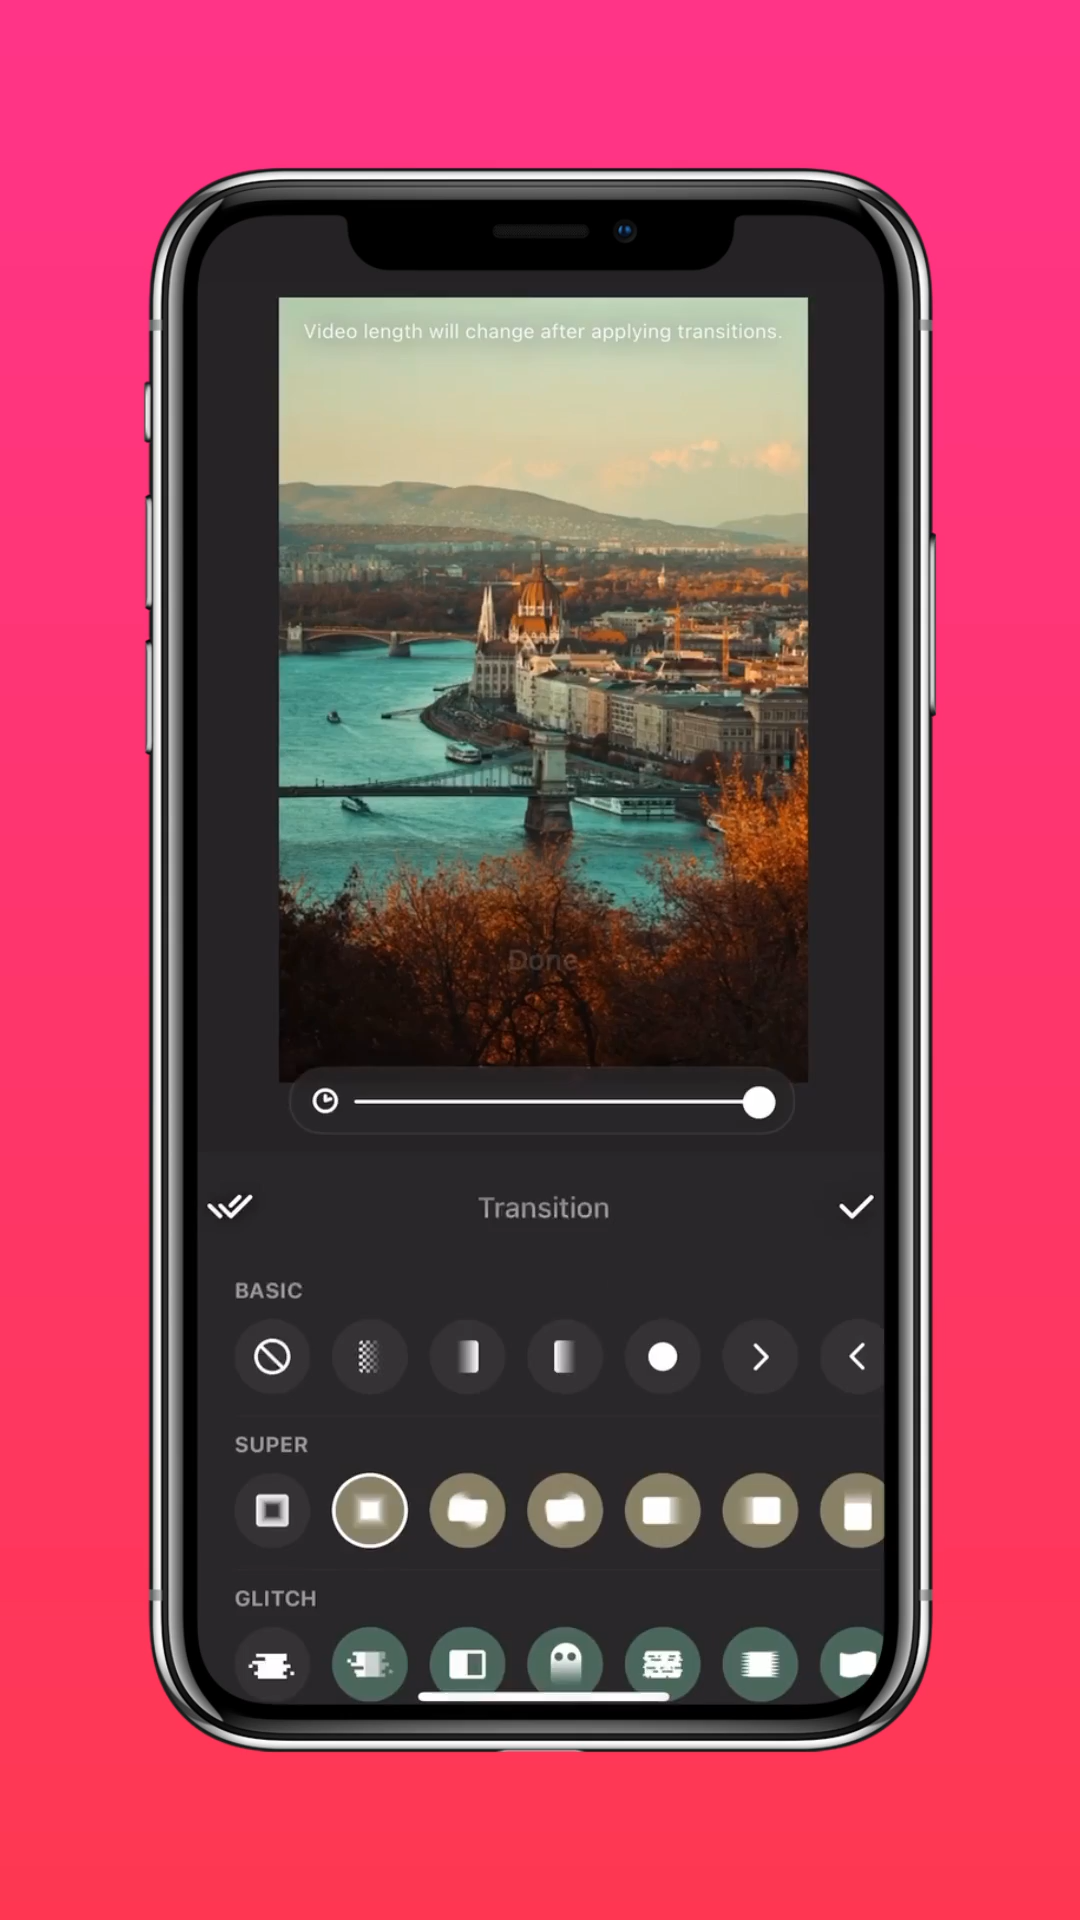 Video length will change after applying transitions.
Done
Transition
BASIC
SUPER
GLITCH